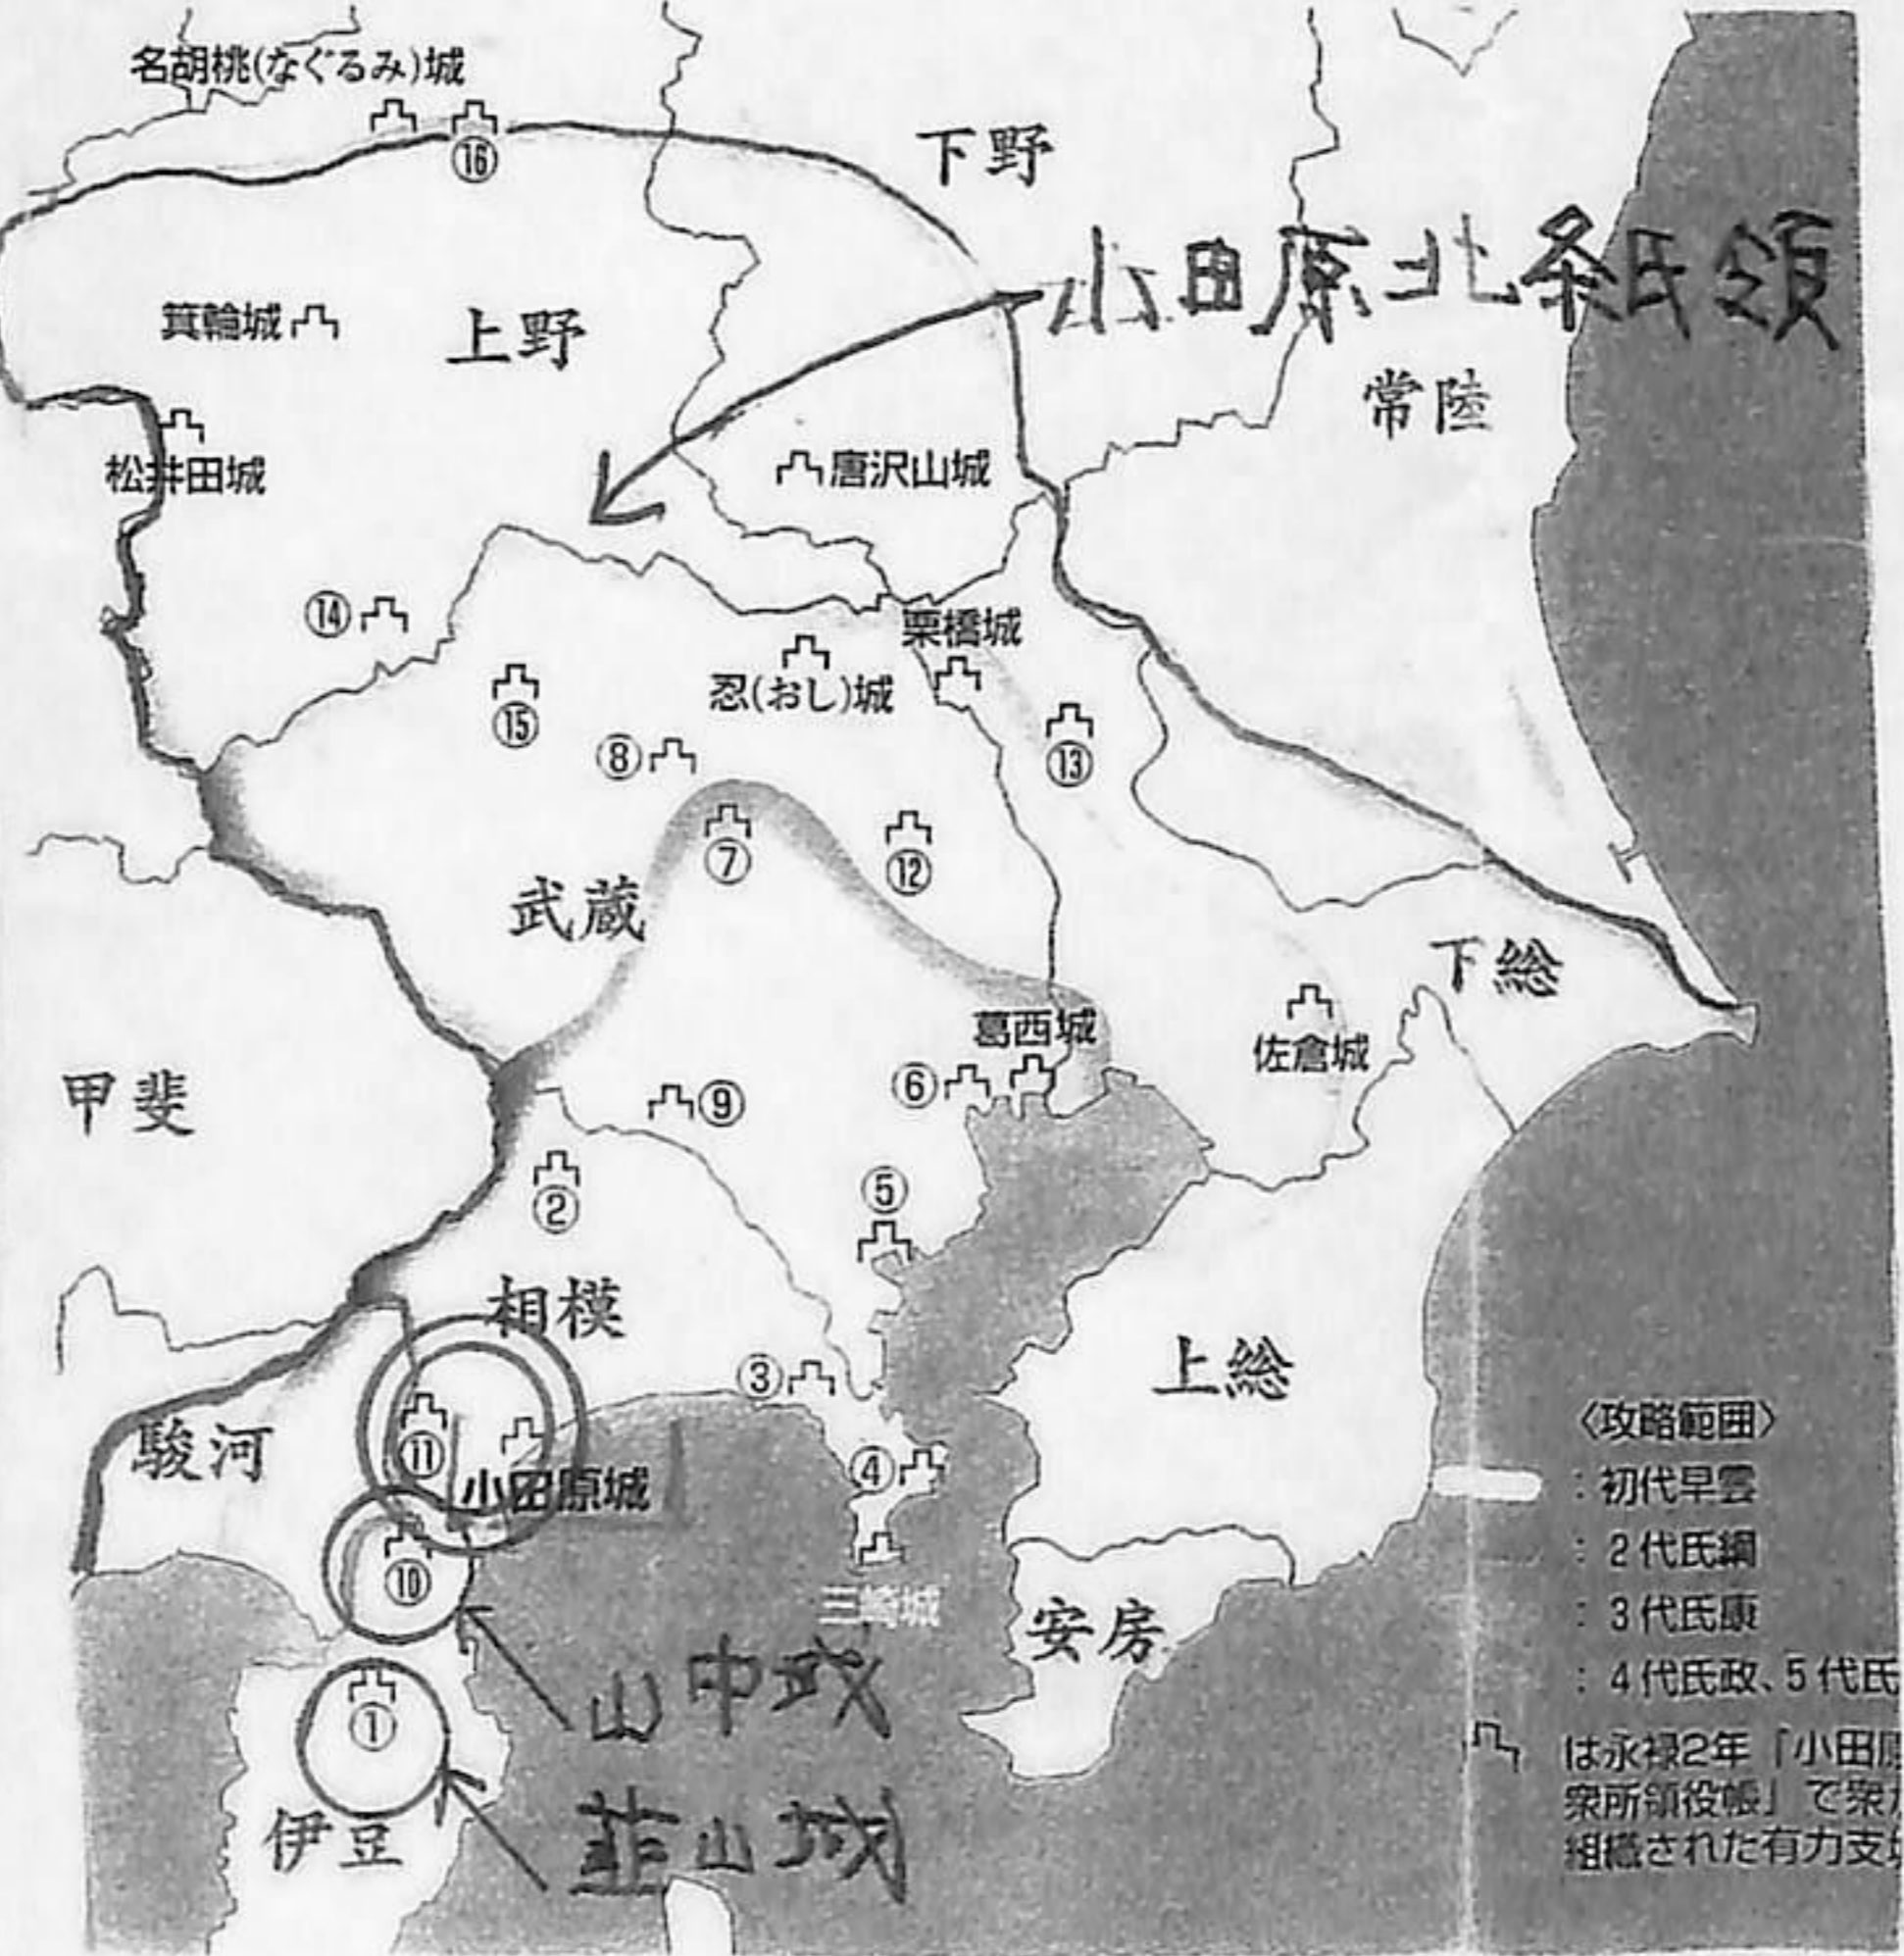 名胡桃(なぐるみ)城
⑯
下野
小田原北条氏領
箕輪城
上野
常陸
松井田城
唐沢山城
⑭
栗橋城
⑮
忍(おし)城
⑧
⑬
⑦
⑫
武蔵
下総
葛西城
佐倉城
甲斐
⑥
⑨
②
⑤
相模
上総
③
駿河
⑪
小田原城
④
⑩
三崎城
安房
山中城
①
伊豆
韮山城
〈攻略範囲〉
:初代早雲
:2代氏綱
:3代氏康
:4代氏政、5代氏
は永禄2年「小田原
衆所領役帳」で衆
組織された有力支